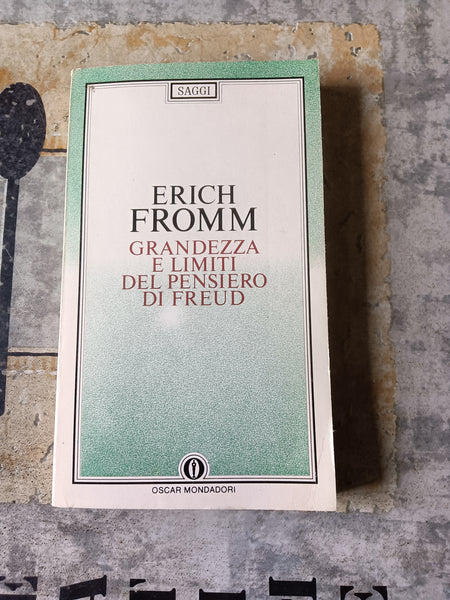 SAGGI
ERICH
FROMM
GRANDEZZA
E LIMITI
DEL PENSIERO
DI FREUD
OSCAR MONDADORI